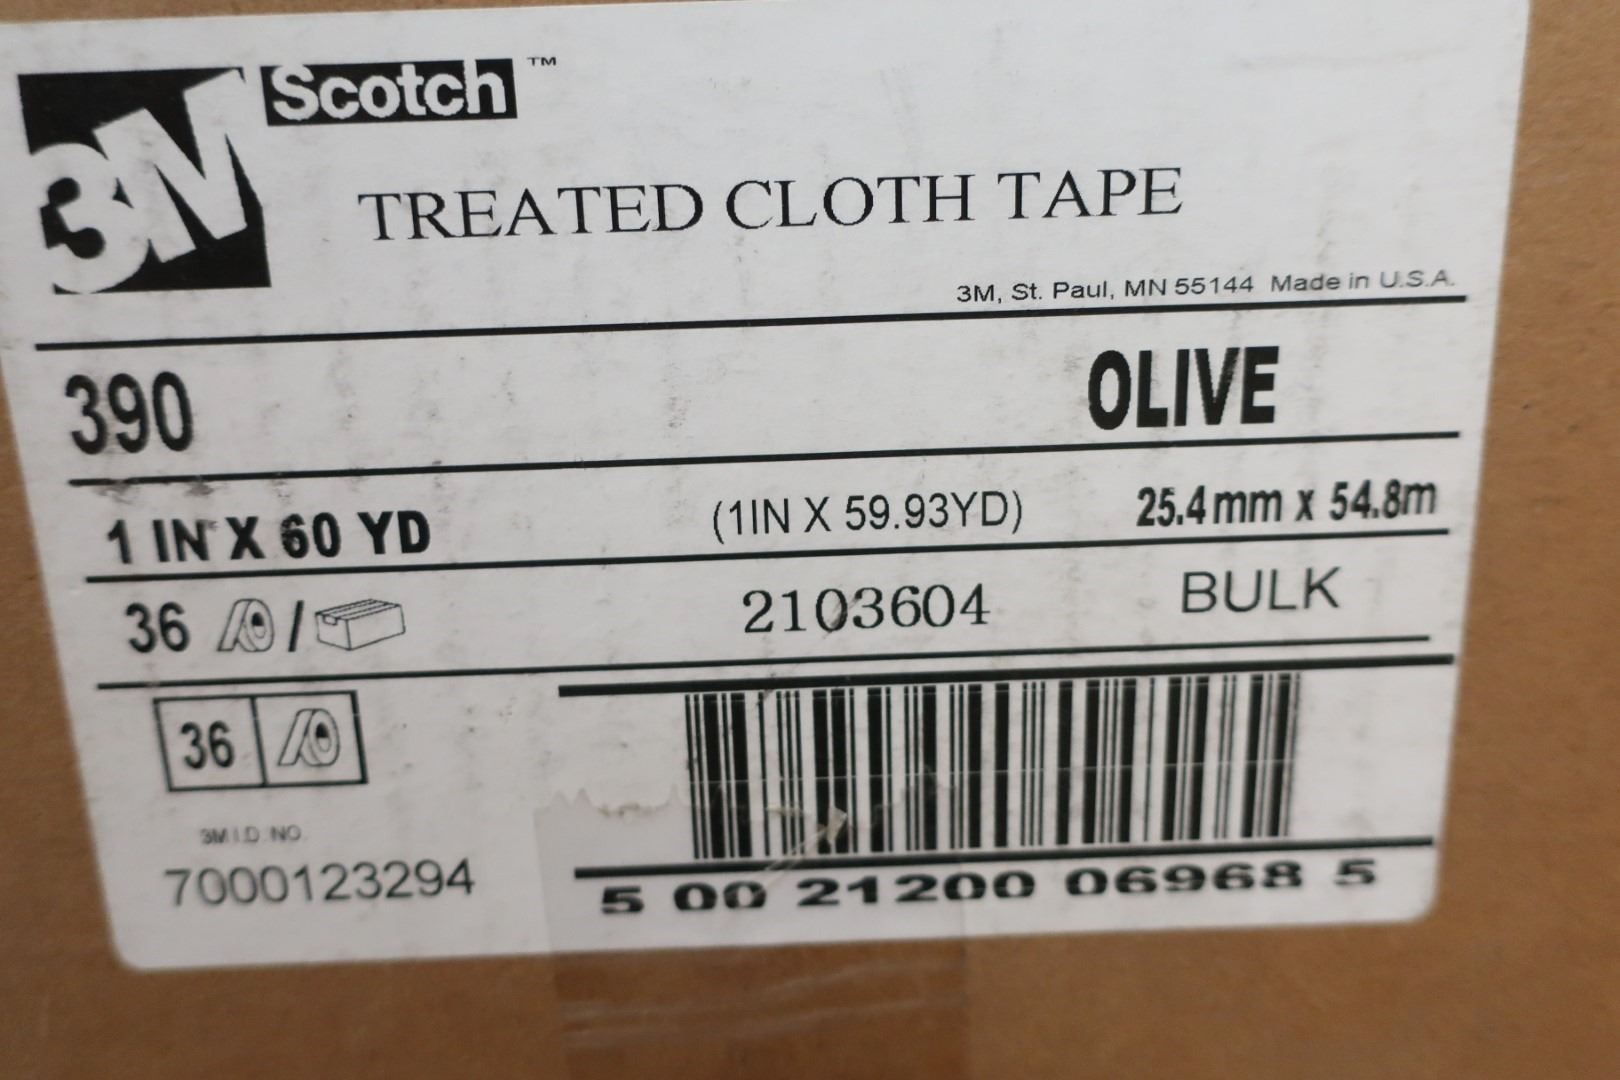 3M Scotch™
TREATED CLOTH TAPE
3M, St. Paul, MN 55144 Made in U.S.A.
390 OLIVE
1 IN X 60 YD (1IN X 59.93YD) 25.4mm x 54.8m
36 / 2103604 BULK
36
3M I.D. NO.
7000123294
5 00 21200 06968 5